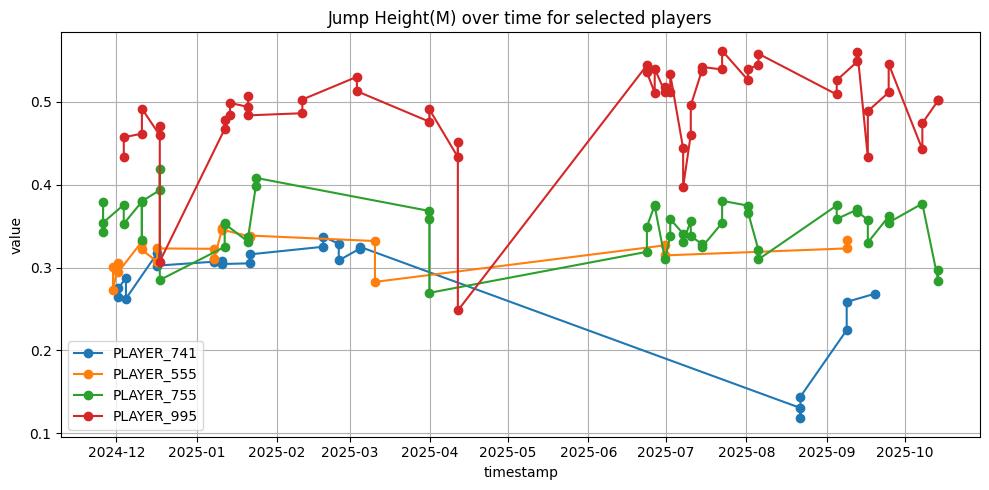 Jump Height(M) over time for selected players
value
0.5
0.4
0.3
0.2
0.1
PLAYER_741
PLAYER_555
PLAYER_755
PLAYER_995
2024-12 2025-01 2025-02 2025-03 2025-04 2025-05 2025-06 2025-07 2025-08 2025-09 2025-10
timestamp